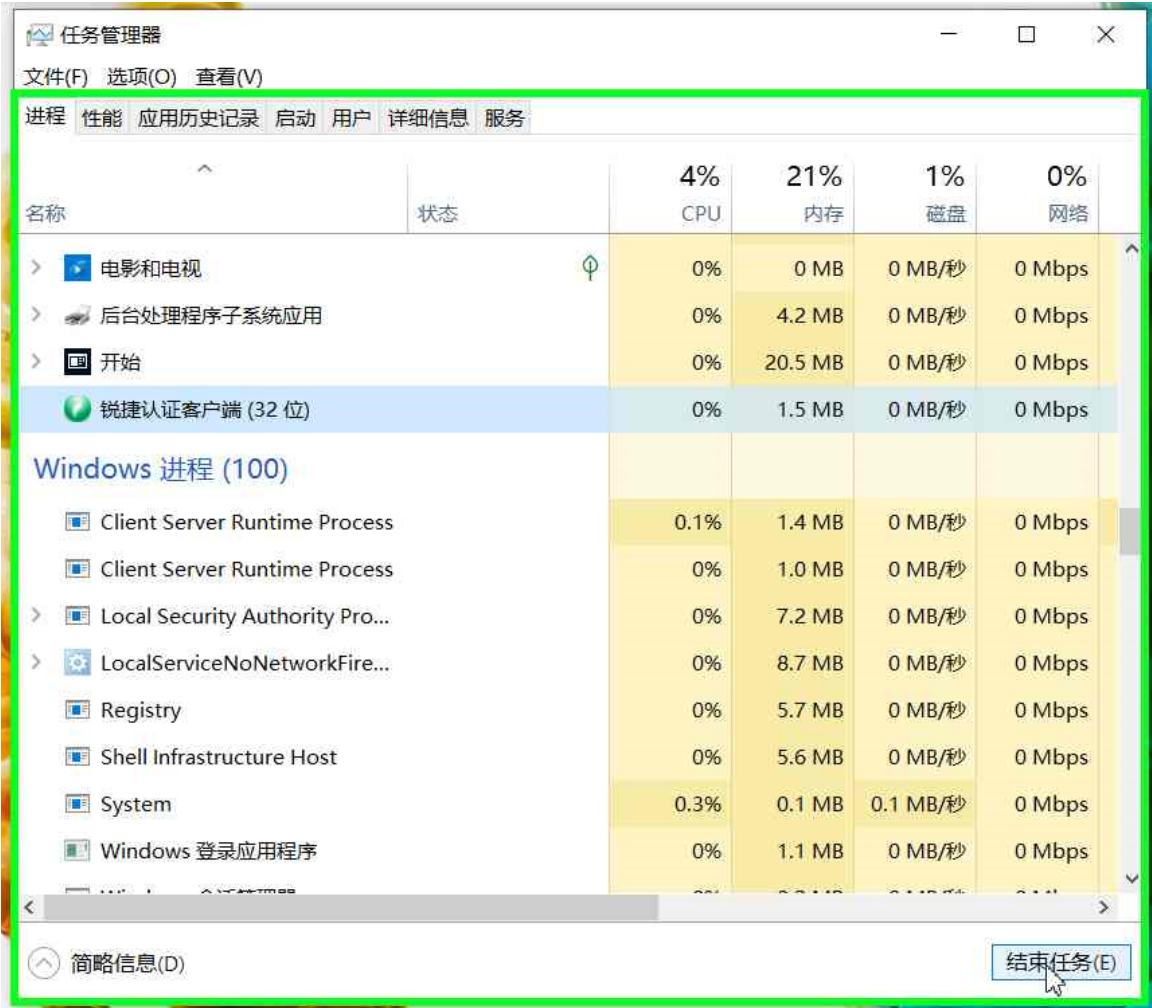 任务管理器
文件(F) 选项(O) 查看(V)
进程 性能 应用历史记录 启动 用户 详细信息 服务
4% 21% 1% 0%
名称 状态 CPU 内存 磁盘 网络
电影和电视 0% 0 MB 0 MB/秒 0 Mbps
后台处理程序子系统应用 0% 4.2 MB 0 MB/秒 0 Mbps
开始 0% 20.5 MB 0 MB/秒 0 Mbps
锐捷认证客户端 (32 位) 0% 1.5 MB 0 MB/秒 0 Mbps
Windows 进程 (100)
Client Server Runtime Process 0.1% 1.4 MB 0 MB/秒 0 Mbps
Client Server Runtime Process 0% 1.0 MB 0 MB/秒 0 Mbps
Local Security Authority Pro... 0% 7.2 MB 0 MB/秒 0 Mbps
LocalServiceNoNetworkFire... 0% 8.7 MB 0 MB/秒 0 Mbps
Registry 0% 5.7 MB 0 MB/秒 0 Mbps
Shell Infrastructure Host 0% 5.6 MB 0 MB/秒 0 Mbps
System 0.3% 0.1 MB 0.1 MB/秒 0 Mbps
Windows 登录应用程序 0% 1.1 MB 0 MB/秒 0 Mbps
简略信息(D) 结束任务(E)